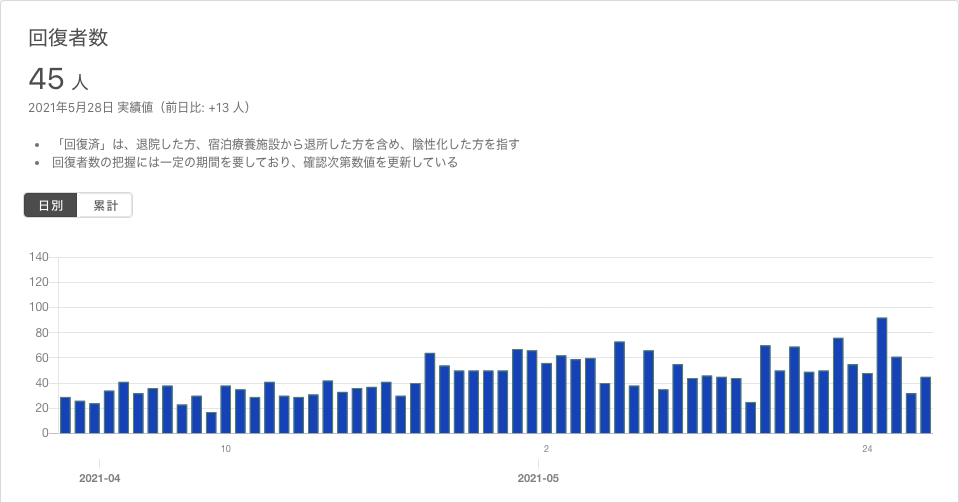 回復者数
45 人
2021年5月28日 実績値（前日比: +13 人）
• 「回復済」は、退院した方、宿泊療養施設から退所した方を含め、陰性化した方を指す
• 回復者数の把握には一定の期間を要しており、確認次第数値を更新している
日別 累計
140
120
100
80
60
40
20
0
10 2 24
2021-04 2021-05